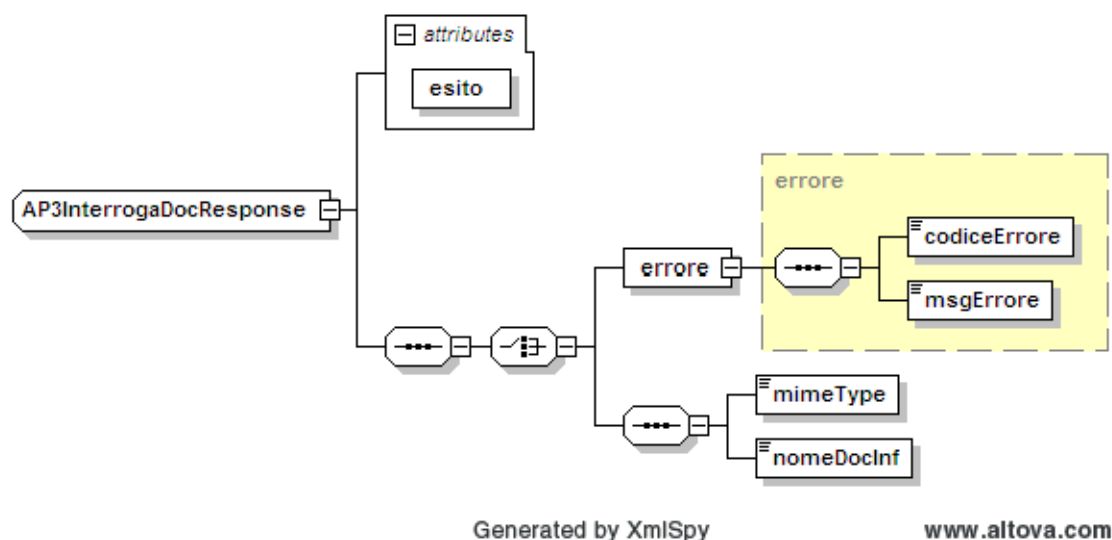 attributes
esito
AP3InterrogaDocResponse
errore
errore
codiceErrore
msgErrore
mimeType
nomeDocInf
Generated by XmlSpy
www.altova.com